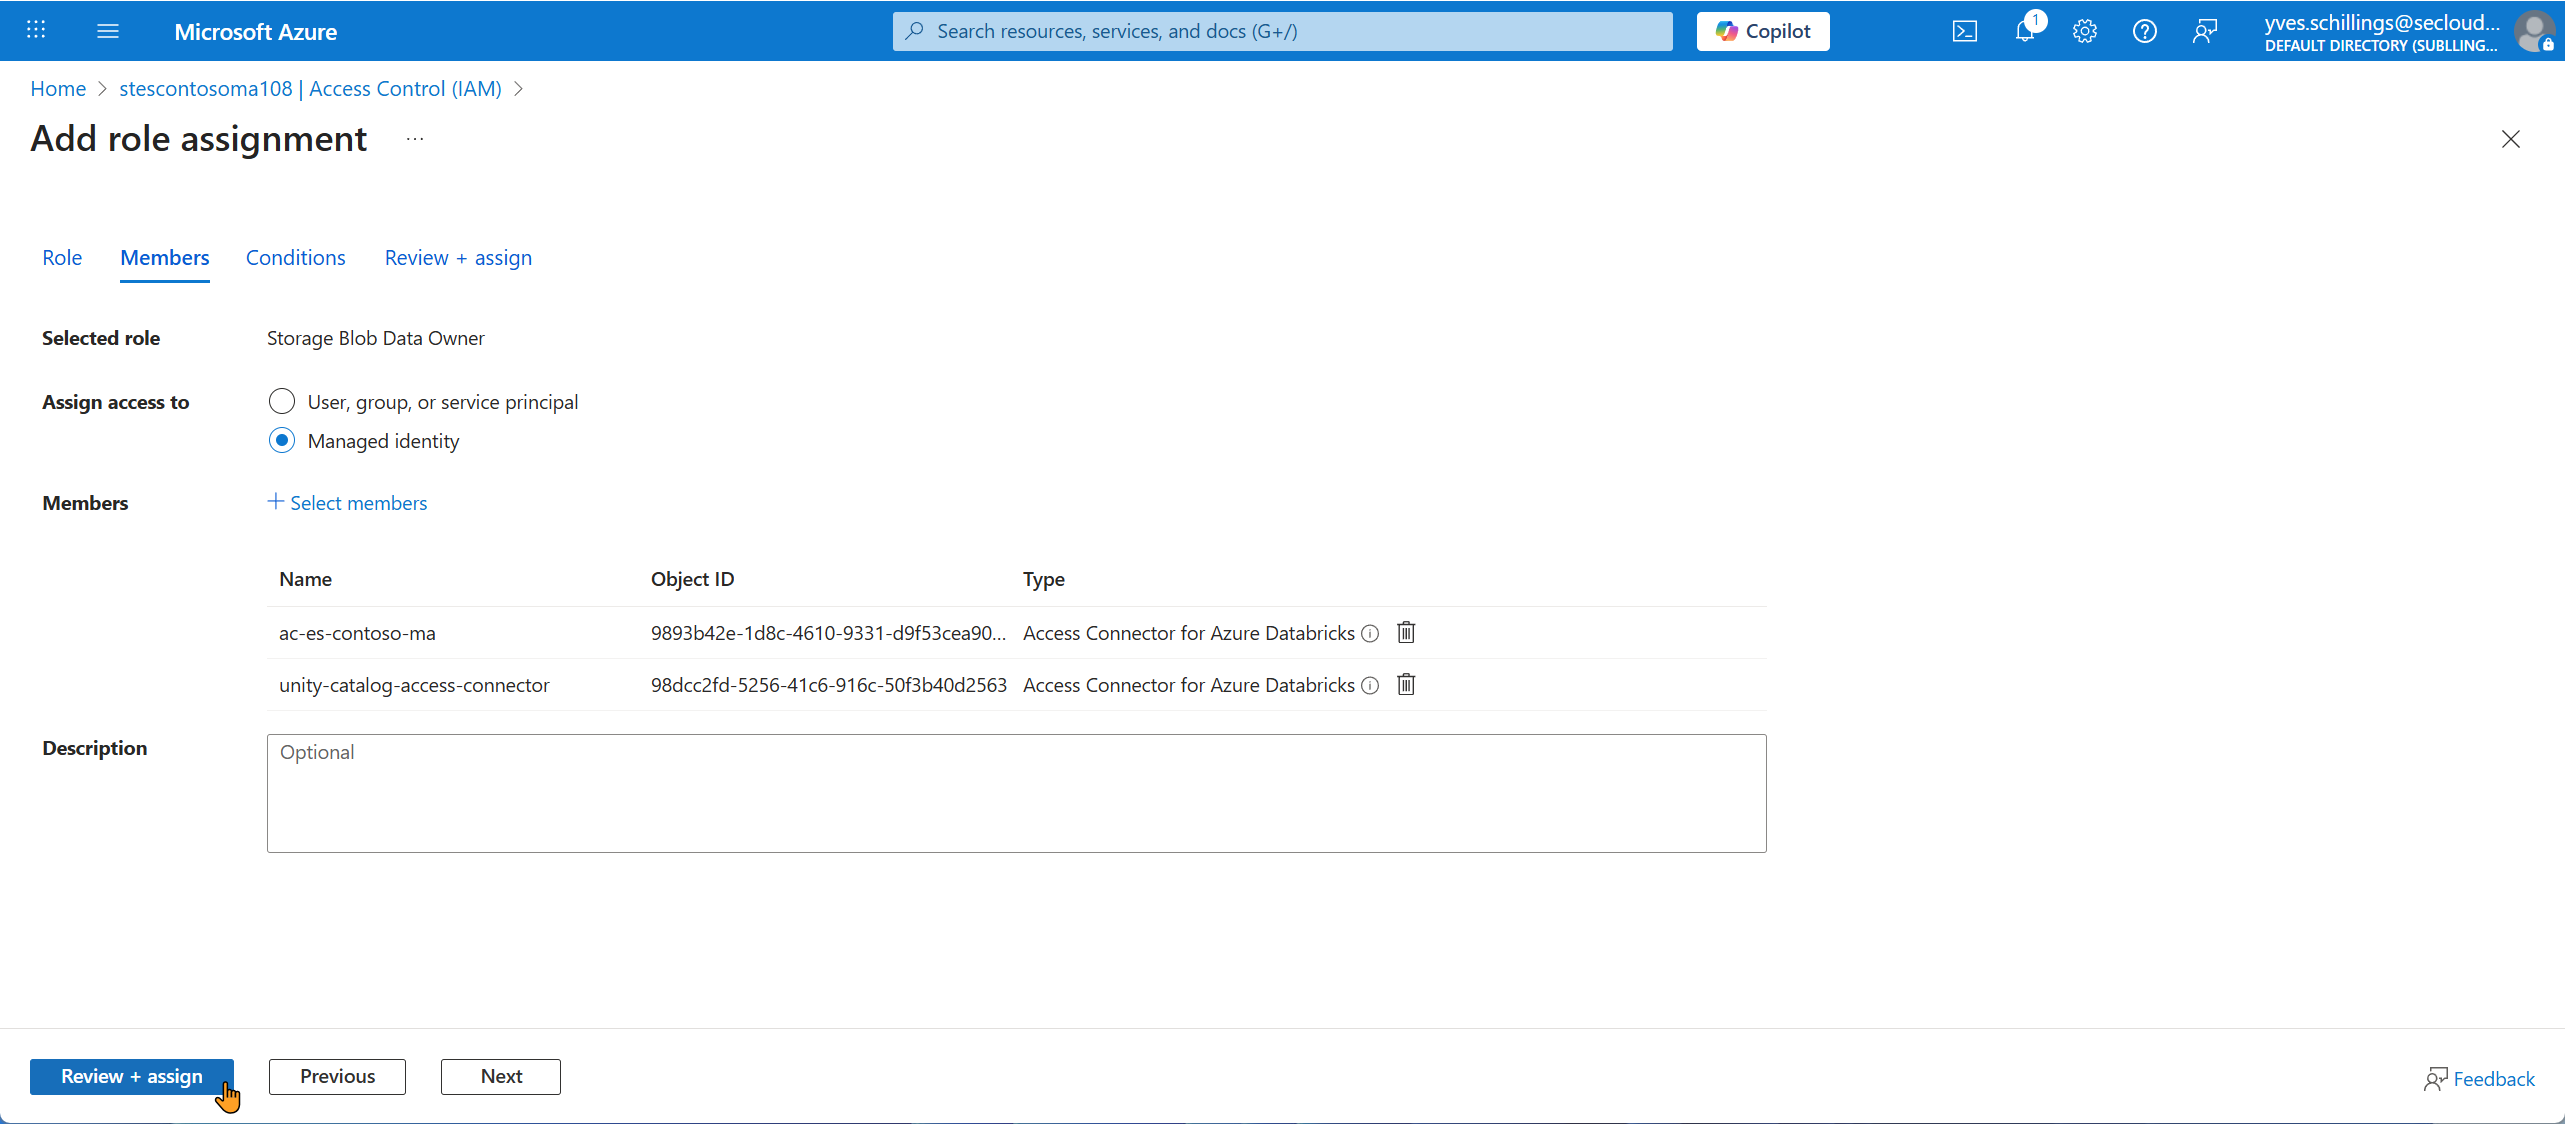 Microsoft Azure
Search resources, services, and docs (G+/)
Copilot
1
yves.schillings@secloud...
DEFAULT DIRECTORY (SUBLLING...
Home > stescontosoma108 | Access Control (IAM) >
Add role assignment ...
Role Members Conditions Review + assign
Selected role Storage Blob Data Owner
Assign access to User, group, or service principal
Managed identity
Members + Select members
Name Object ID Type
ac-es-contoso-ma 9893b42e-1d8c-4610-9331-d9f53cea90... Access Connector for Azure Databricks
unity-catalog-access-connector 98dcc2fd-5256-41c6-916c-50f3b40d2563 Access Connector for Azure Databricks
Description Optional
Review + assign Previous Next Feedback